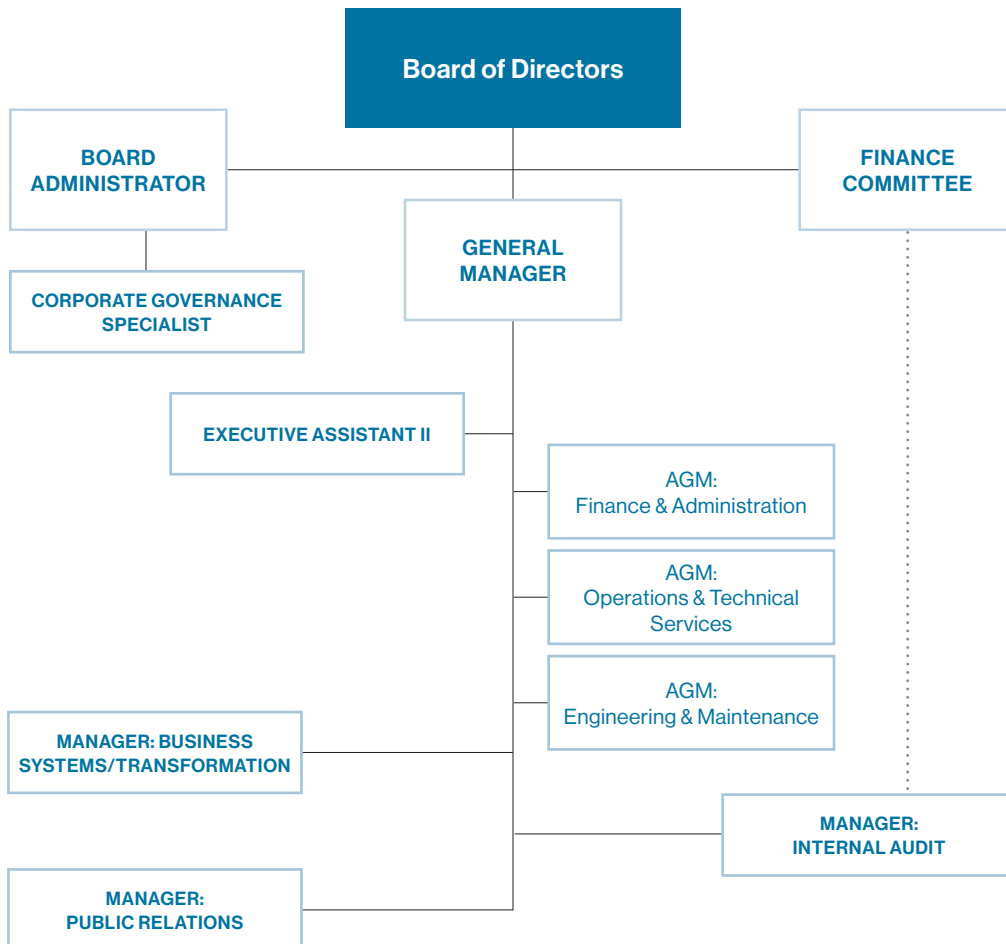 Board of Directors
BOARD
ADMINISTRATOR
FINANCE
COMMITTEE
GENERAL
MANAGER
CORPORATE GOVERNANCE
SPECIALIST
EXECUTIVE ASSISTANT II
AGM:
Finance & Administration
AGM:
Operations & Technical
Services
AGM:
Engineering & Maintenance
MANAGER: BUSINESS
SYSTEMS/TRANSFORMATION
MANAGER:
INTERNAL AUDIT
MANAGER:
PUBLIC RELATIONS